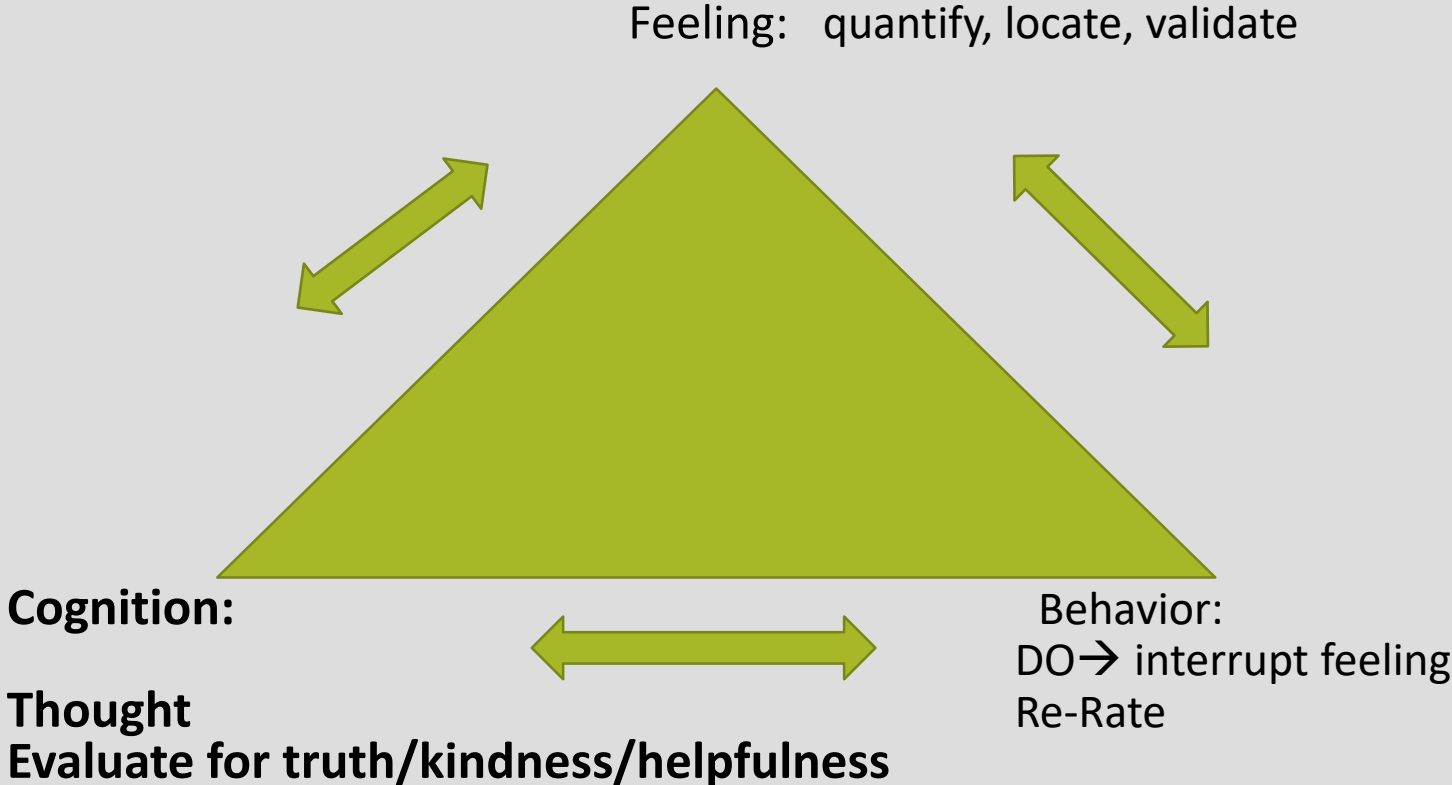 Feeling: quantify, locate, validate
Cognition:
Thought
Evaluate for truth/kindness/helpfulness
Behavior:
DO→ interrupt feeling
Re-Rate